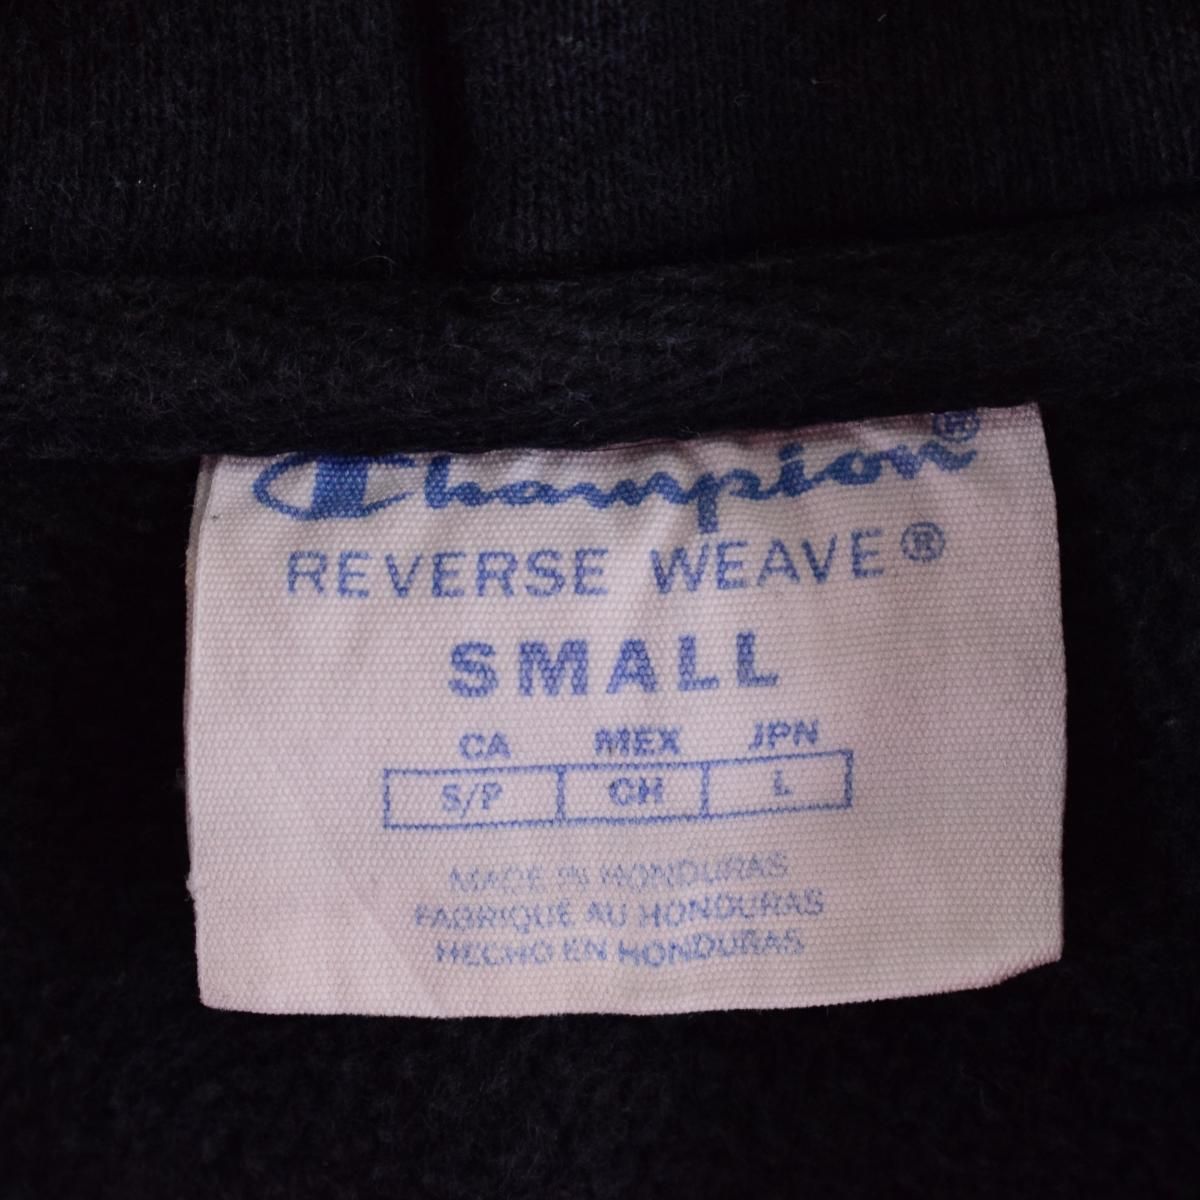 Champion®
REVERSE WEAVE®
SMALL
CA MEX JPN
S/P CH L
MADE IN HONDURAS
FABRIQUE AU HONDURAS
HECHO EN HONDURAS